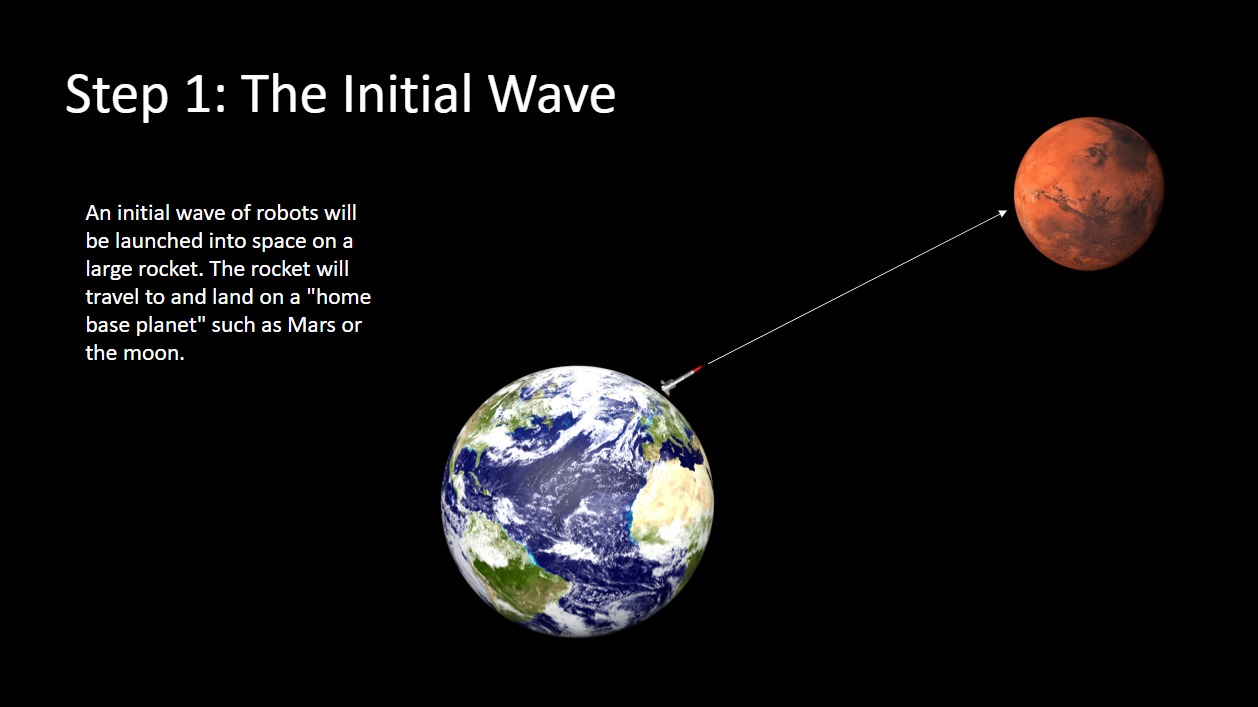 Step 1: The Initial Wave
An initial wave of robots will
be launched into space on a
large rocket. The rocket will
travel to and land on a "home
base planet" such as Mars or
the moon.